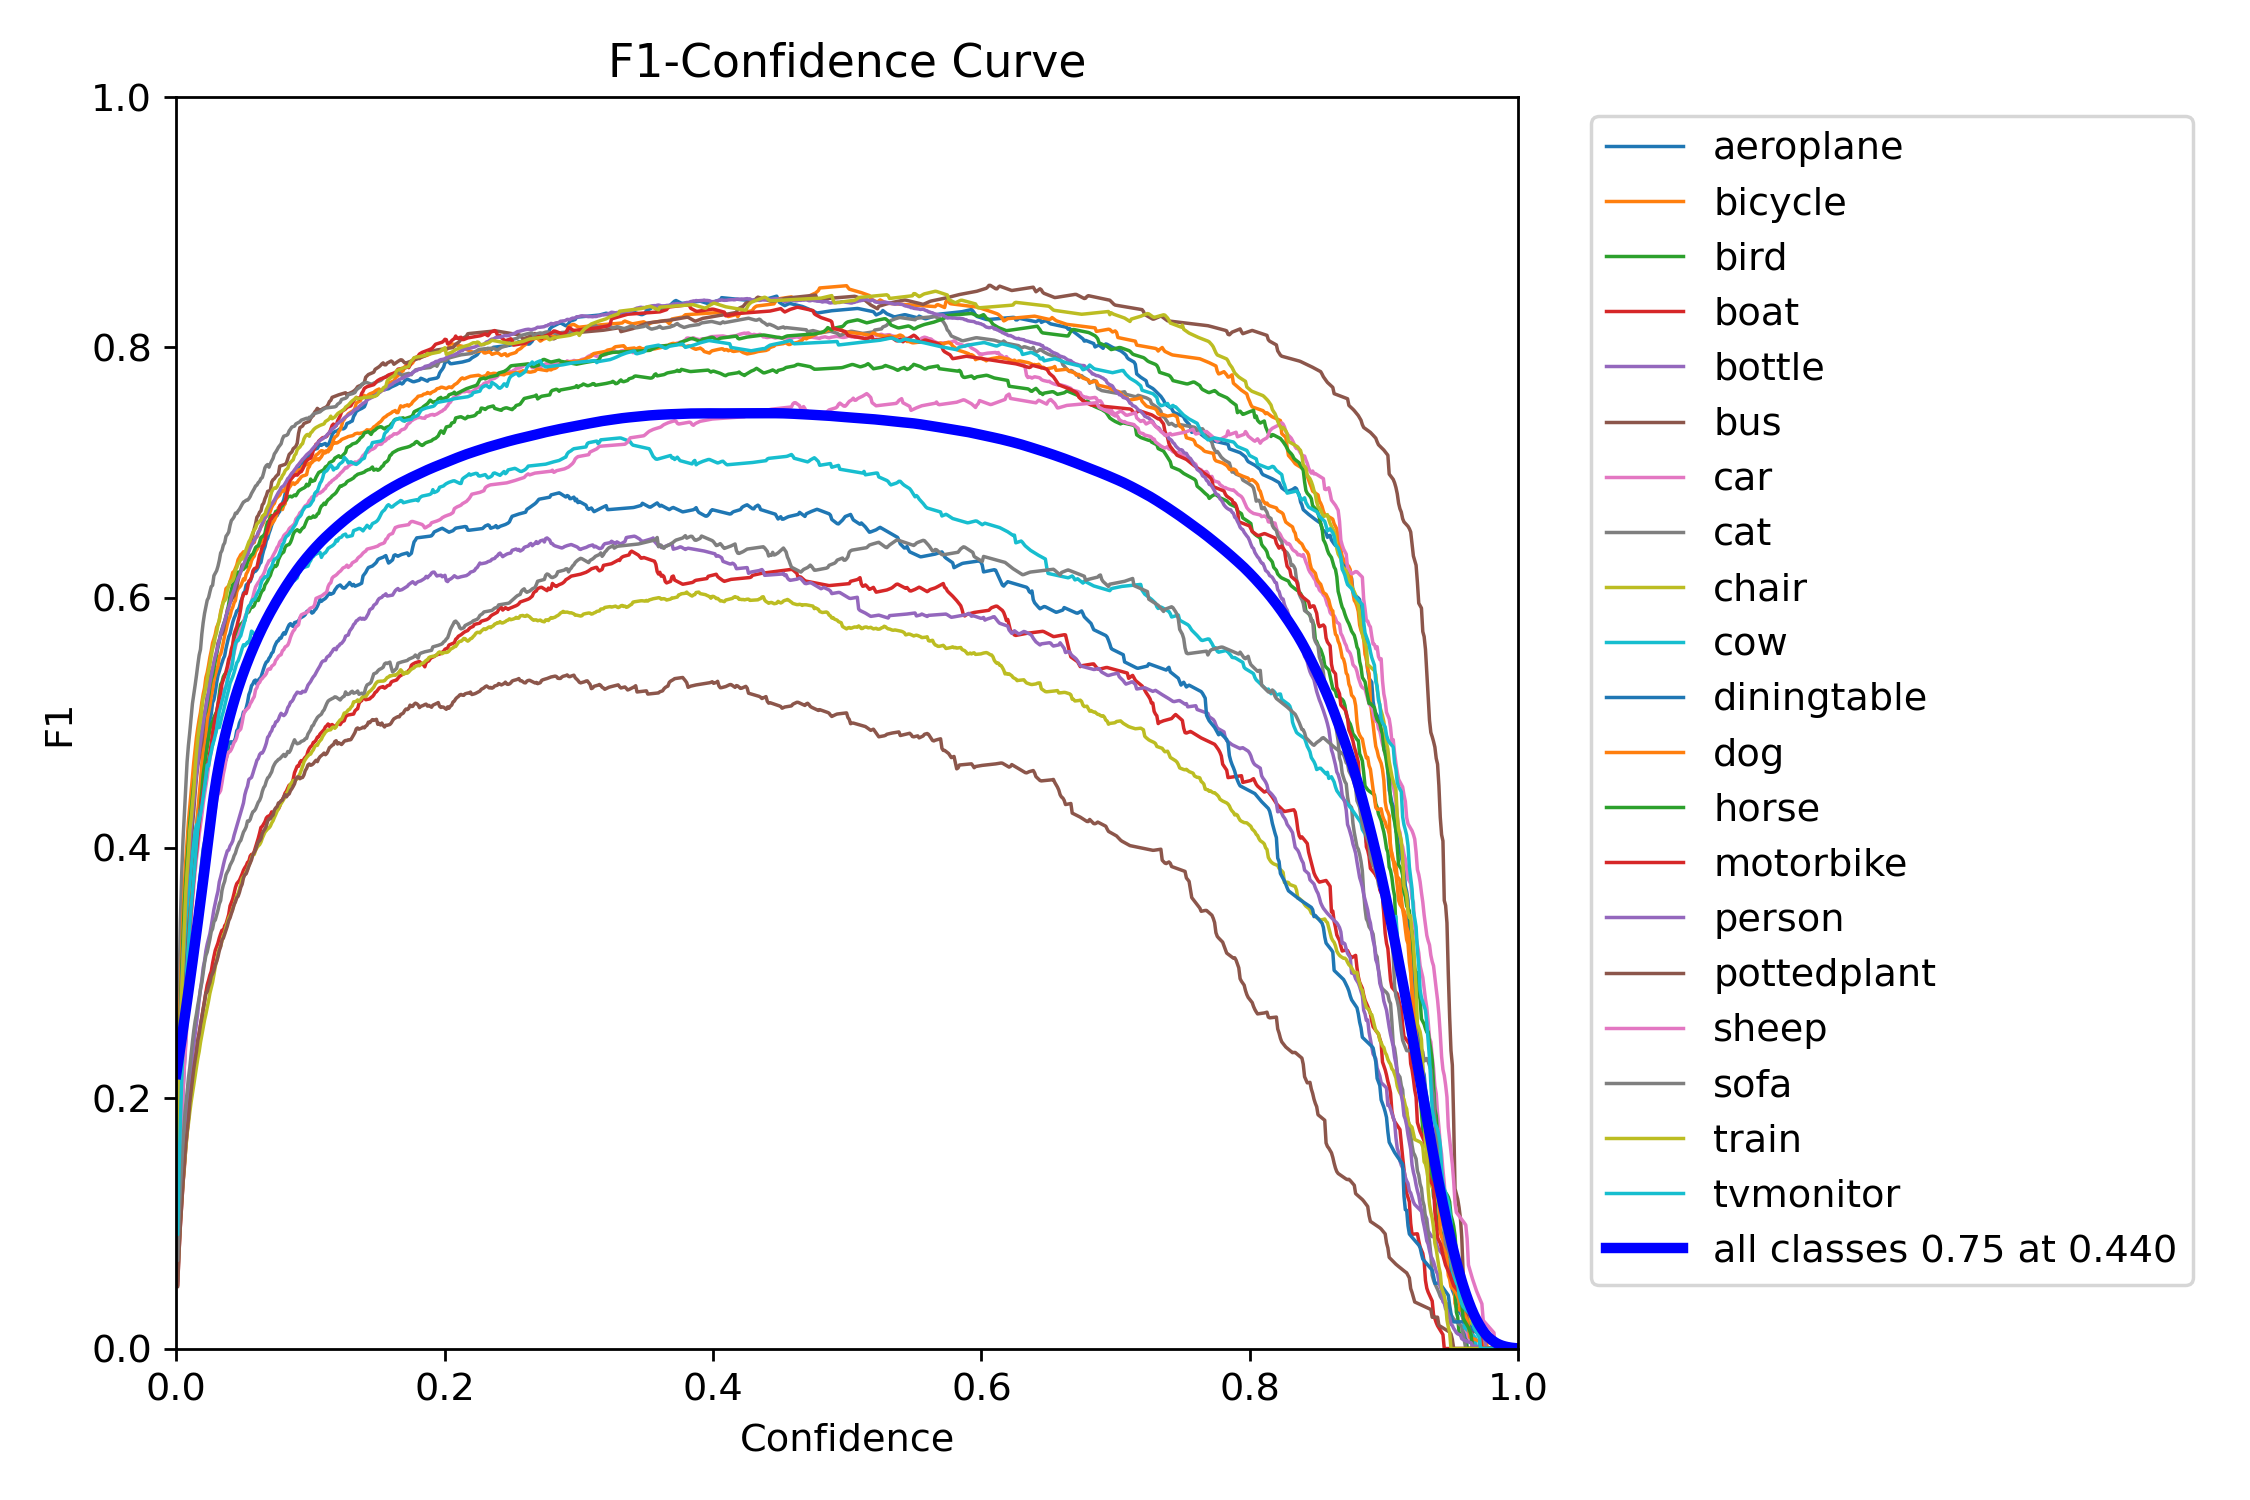 F1-Confidence Curve
1.0
0.8
0.6
0.4
0.2
0.0
F1
0.0 0.2 0.4 0.6 0.8 1.0
Confidence
aeroplane
bicycle
bird
boat
bottle
bus
car
cat
chair
cow
diningtable
dog
horse
motorbike
person
pottedplant
sheep
sofa
train
tvmonitor
all classes 0.75 at 0.440